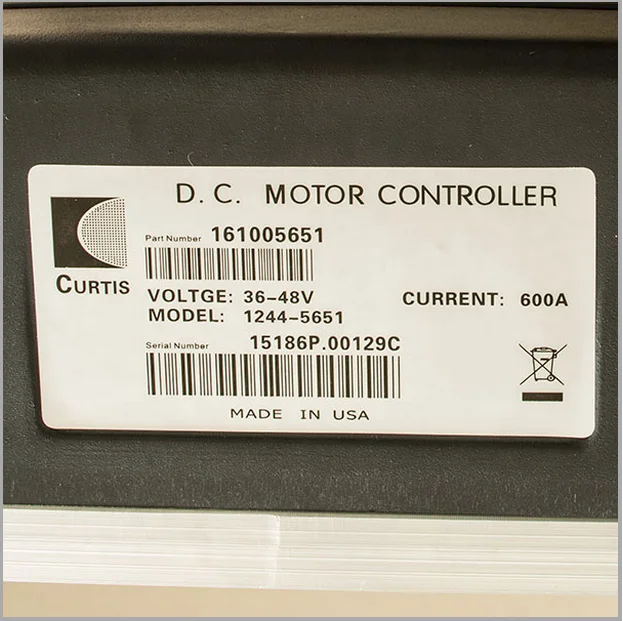 D. C. MOTOR CONTROLLER
Part Number 161005651
CURTIS
VOLTGE: 36-48V CURRENT: 600A
MODEL: 1244-5651
Serial Number 15186P.00129C
MADE IN USA